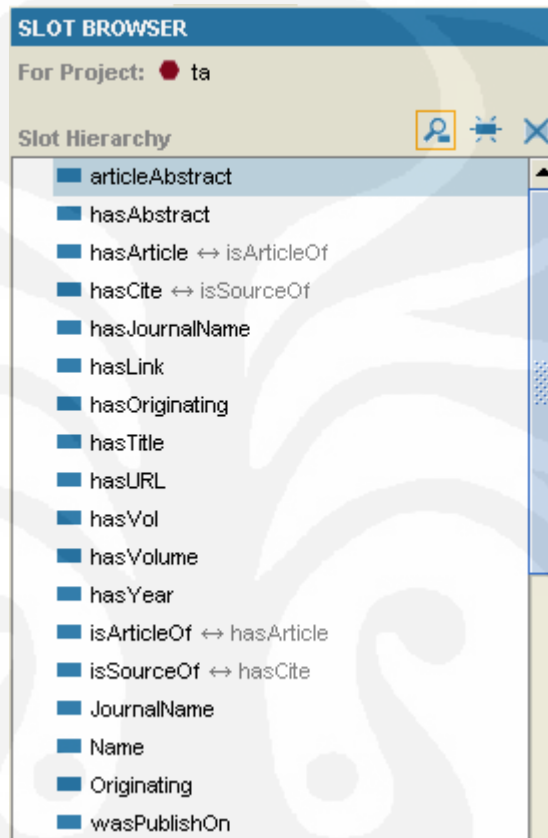 SLOT BROWSER
For Project: ta
Slot Hierarchy
articleAbstract
hasAbstract
hasArticle ↔ isArticleOf
hasCite ↔ isSourceOf
hasJournalName
hasLink
hasOriginating
hasTitle
hasURL
hasVol
hasVolume
hasYear
isArticleOf ↔ hasArticle
isSourceOf ↔ hasCite
JournalName
Name
Originating
wasPublishOn